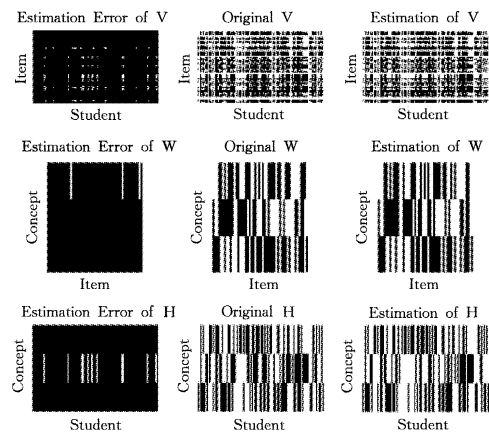 Estimation Error of V
Original V
Estimation of V
Item
Item
Item
Student
Student
Student
Estimation Error of W
Original W
Estimation of W
Concept
Concept
Concept
Item
Item
Item
Estimation Error of H
Original H
Estimation of H
Concept
Concept
Concept
Student
Student
Student